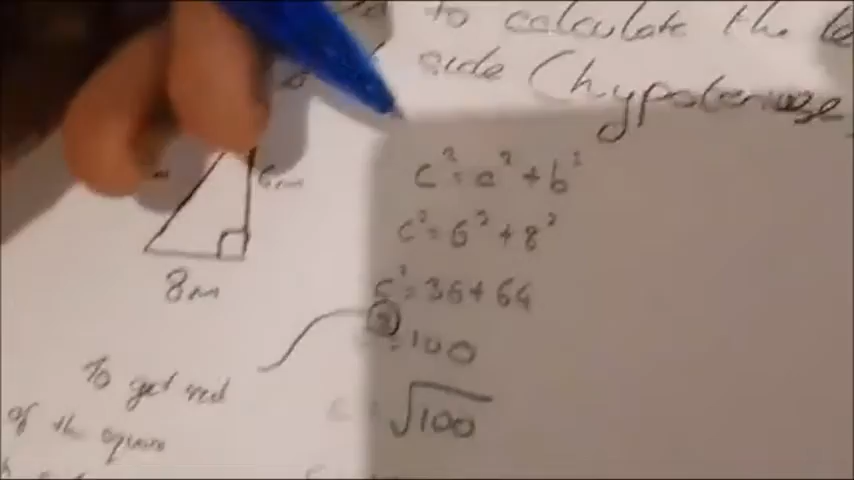 to calculate the
side (hypotenuse
6m
8m
c² = a² + b²
c² = 6² + 8²
c² = 36 + 64
= 100
√100
To get rid
of the square